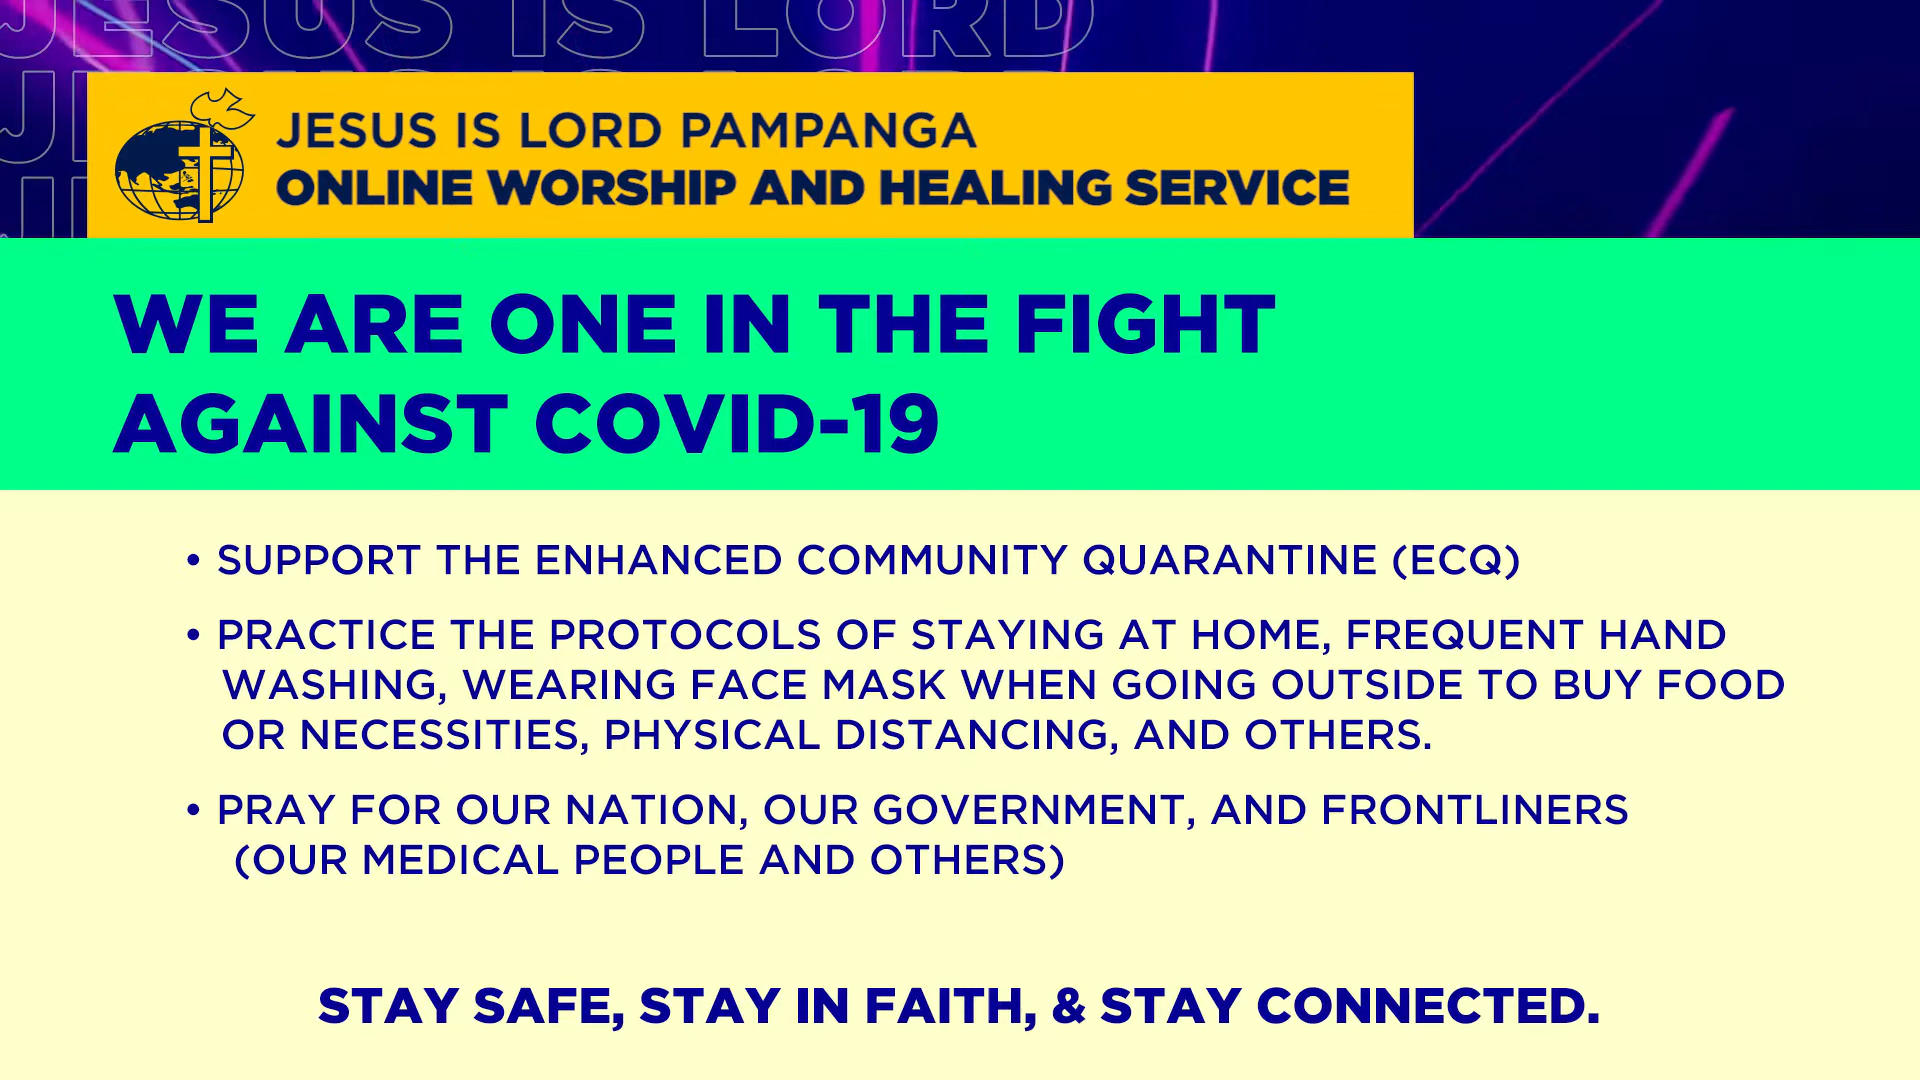 JESUS IS LORD
JESUS IS LORD PAMPANGA
ONLINE WORSHIP AND HEALING SERVICE
WE ARE ONE IN THE FIGHT
AGAINST COVID-19
• SUPPORT THE ENHANCED COMMUNITY QUARANTINE (ECQ)
• PRACTICE THE PROTOCOLS OF STAYING AT HOME, FREQUENT HAND
WASHING, WEARING FACE MASK WHEN GOING OUTSIDE TO BUY FOOD
OR NECESSITIES, PHYSICAL DISTANCING, AND OTHERS.
• PRAY FOR OUR NATION, OUR GOVERNMENT, AND FRONTLINERS
(OUR MEDICAL PEOPLE AND OTHERS)
STAY SAFE, STAY IN FAITH, & STAY CONNECTED.